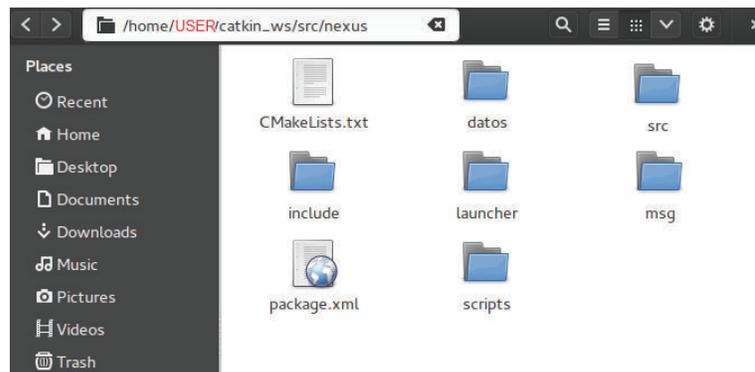 /home/USER/catkin_ws/src/nexus
Places
Recent
Home
Desktop
Documents
Downloads
Music
Pictures
Videos
Trash
CMakeLists.txt
datos
src
include
launcher
msg
package.xml
scripts